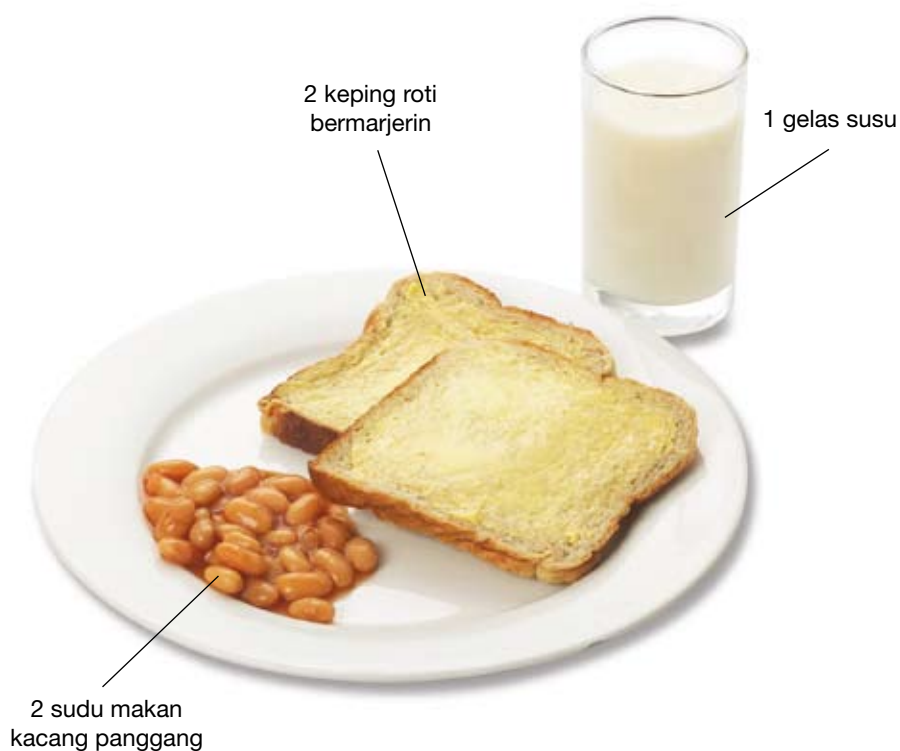 2 keping roti
bermarjerin
1 gelas susu
2 sudu makan
kacang panggang